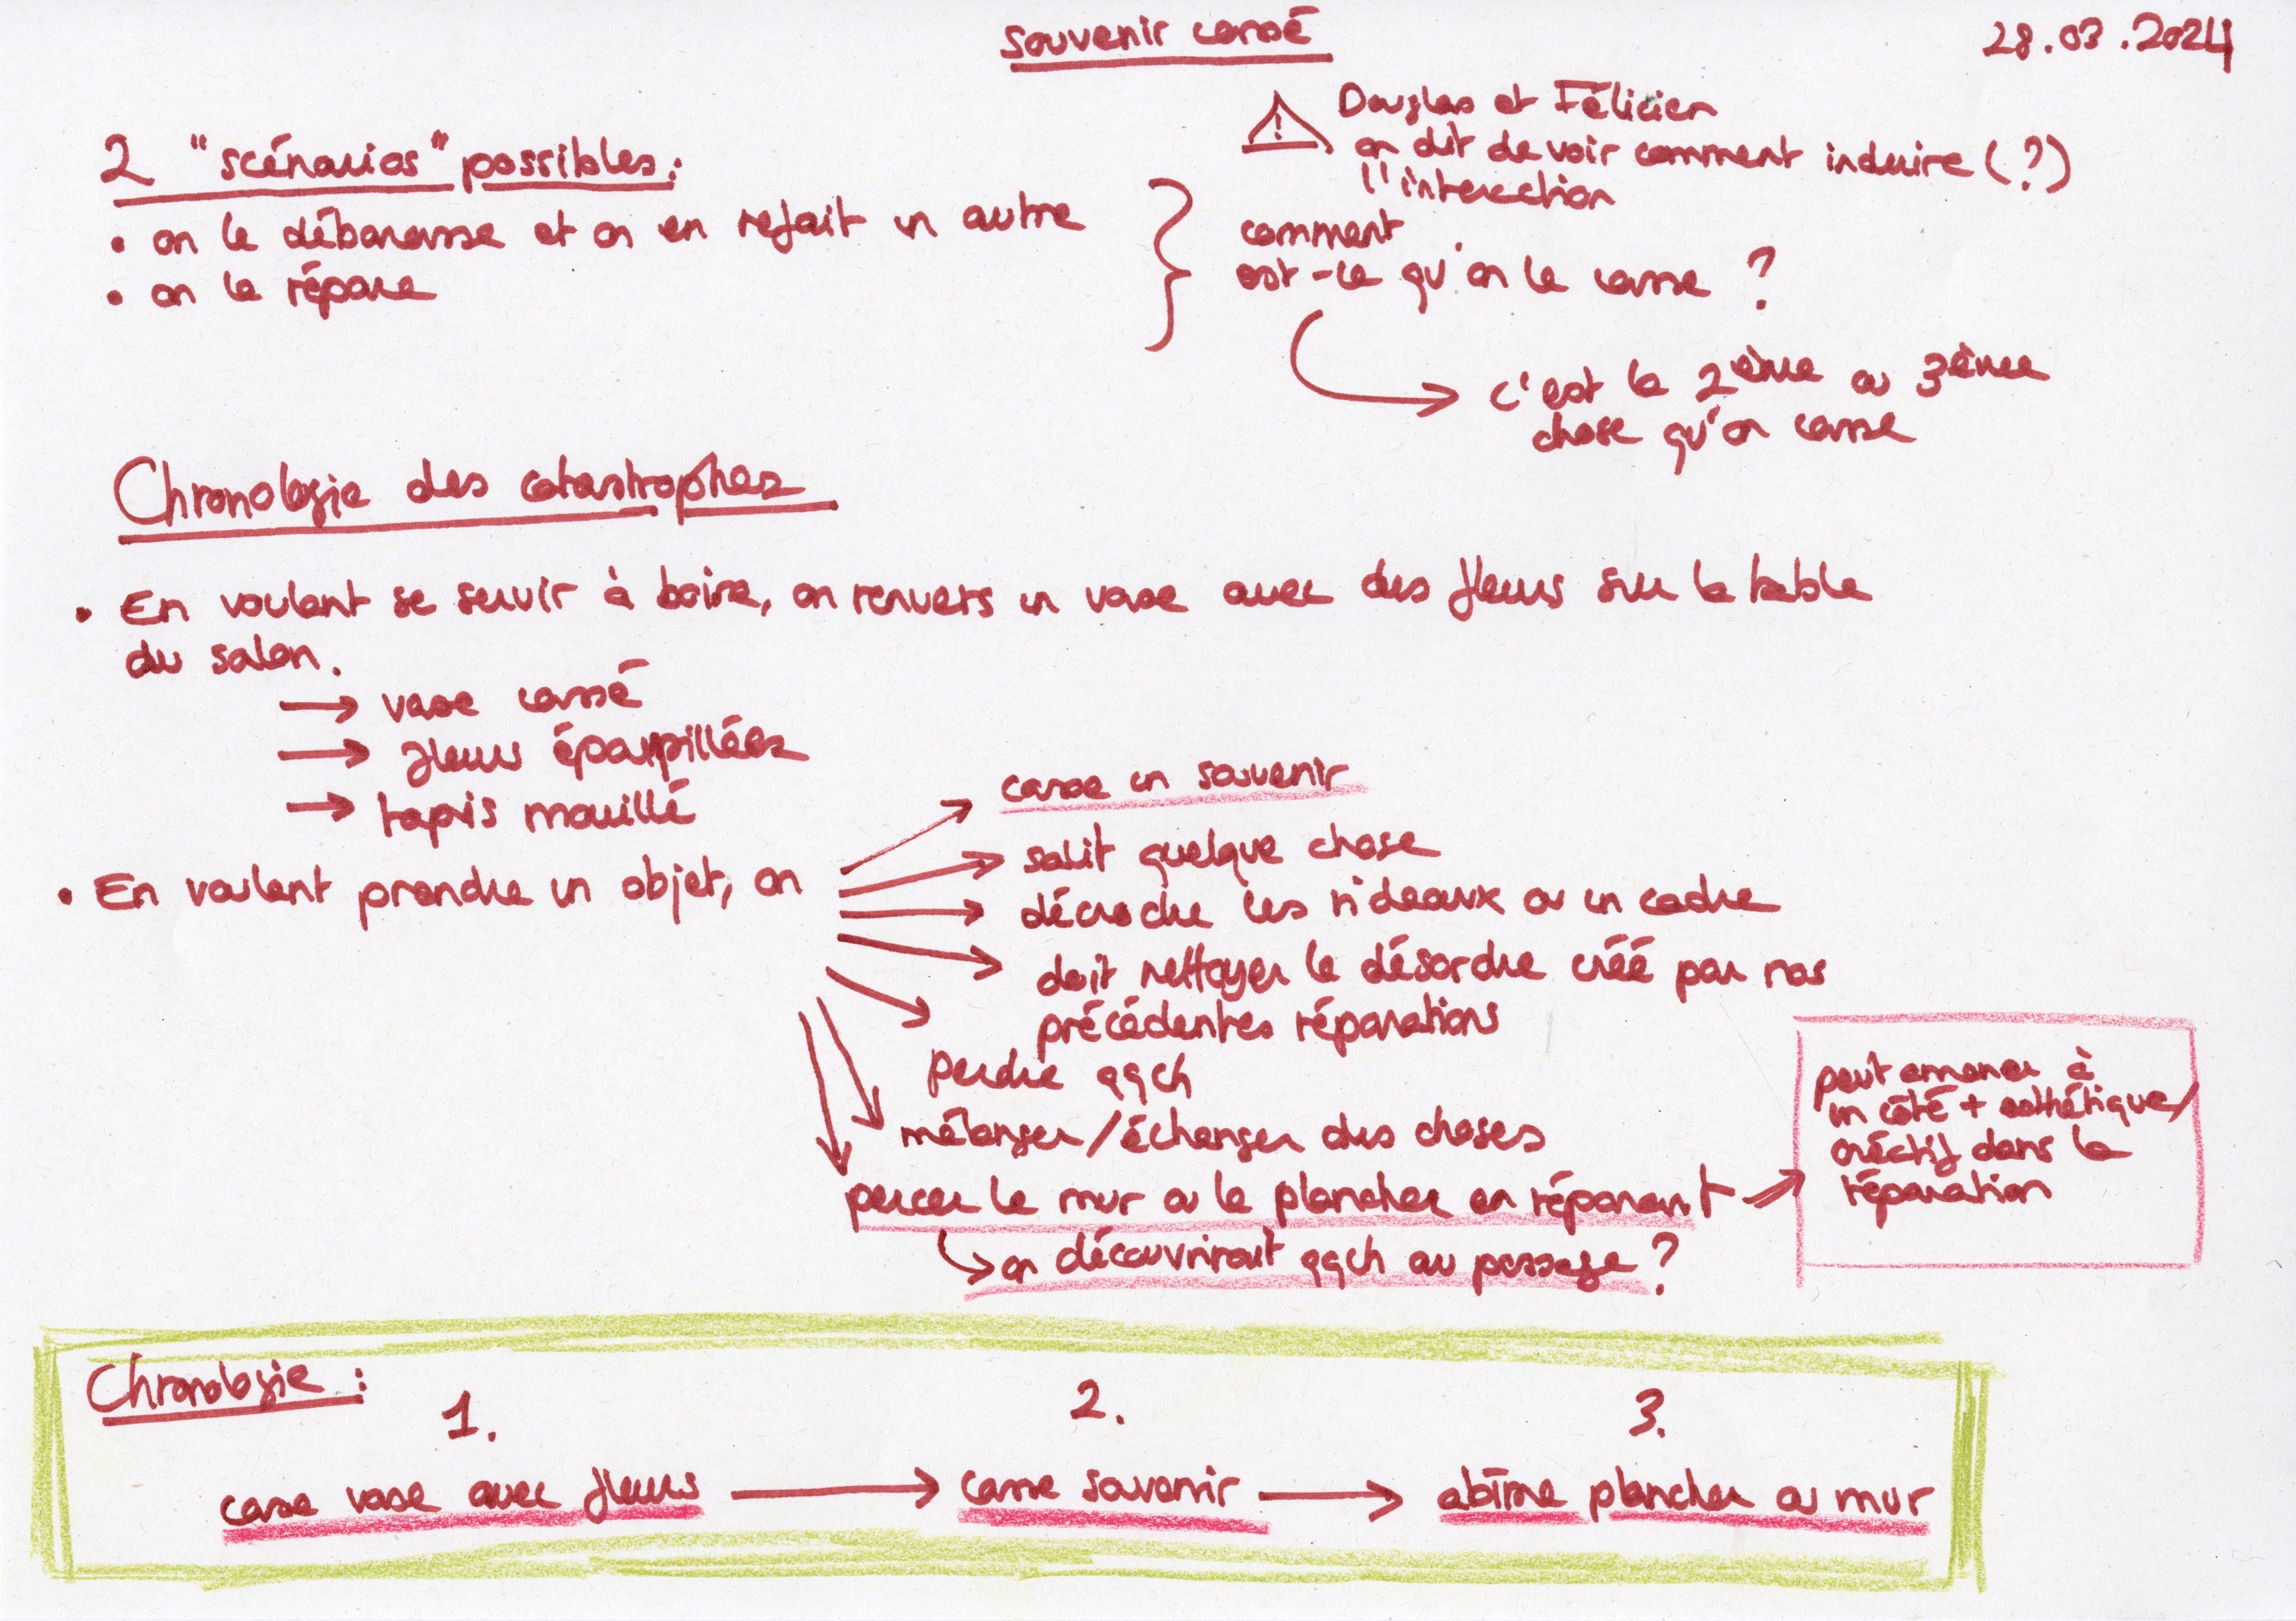 souvenir cassé
28.03.2024
⚠ Douglas et Félicien
on dit de voir comment induire (?)
l'interaction
2 "scénarios" possibles :
• on le débarrasse et on en refait un autre
• on le répare
comment
est-ce qu'on le casse ?
→ c'est la 2ème ou 3ème
chose qu'on casse
Chronologie des catastrophes
• En voulant se servir à boire, on renvers un vase avec des fleurs sur la table
du salon.
→ vase cassé
→ fleurs éparpillées
→ tapis mouillé
• En voulant prendre un objet, on
→ casse un souvenir
→ salit quelque chose
→ décroche les rideaux ou un cadre
→ doit nettoyer le désordre créé par nos
précédentes réparations
→ perdre qqch
→ mélanger/échanger des choses
→ percer le mur ou le plancher en réparant →
peut amener à
un côté + esthétique/
créactif dans la
réparation
↳ on découvrirait qqch au passage ?
Chronologie :
1. 2. 3.
casse vase avec fleurs → casse souvenir → abîme plancher ou mur